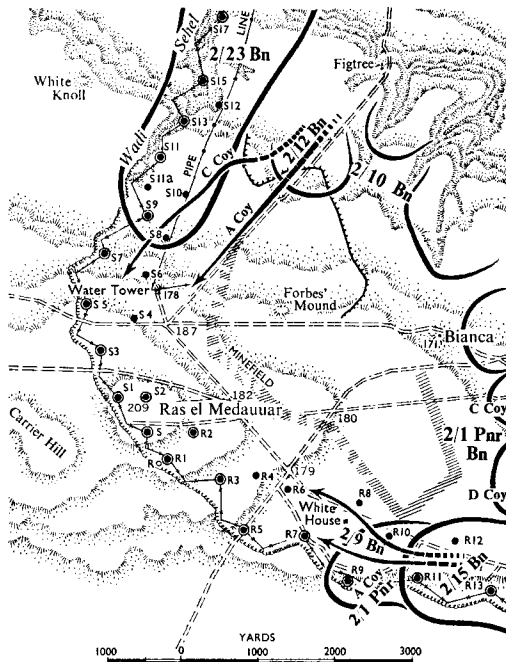 S17
LINE
Sehel
2/23 Bn
Figtree
White
Knoll
S15
S12
S13
Wadi
2/12 Bn
S11
PIPE
C Coy
2/10 Bn
S11a
S10
S9
A Coy
S8
S7
S6
Water Tower
178
Forbes'
Mound
S5
S4
187
171
Bianca
S3
MINEFIELD
182
S1
S2
209
Ras el Medauuar
180
C Coy
Carrier Hill
S
R2
2/1 Pnr
Bn
R0
R1
179
R3
R4
R6
D Coy
R8
White
House
R5
R7
R10
R12
2/9 Bn
R9
A Coy
2/1 Pnr
R11
2/15 Bn
R13
YARDS
1000
0
1000
2000
3000